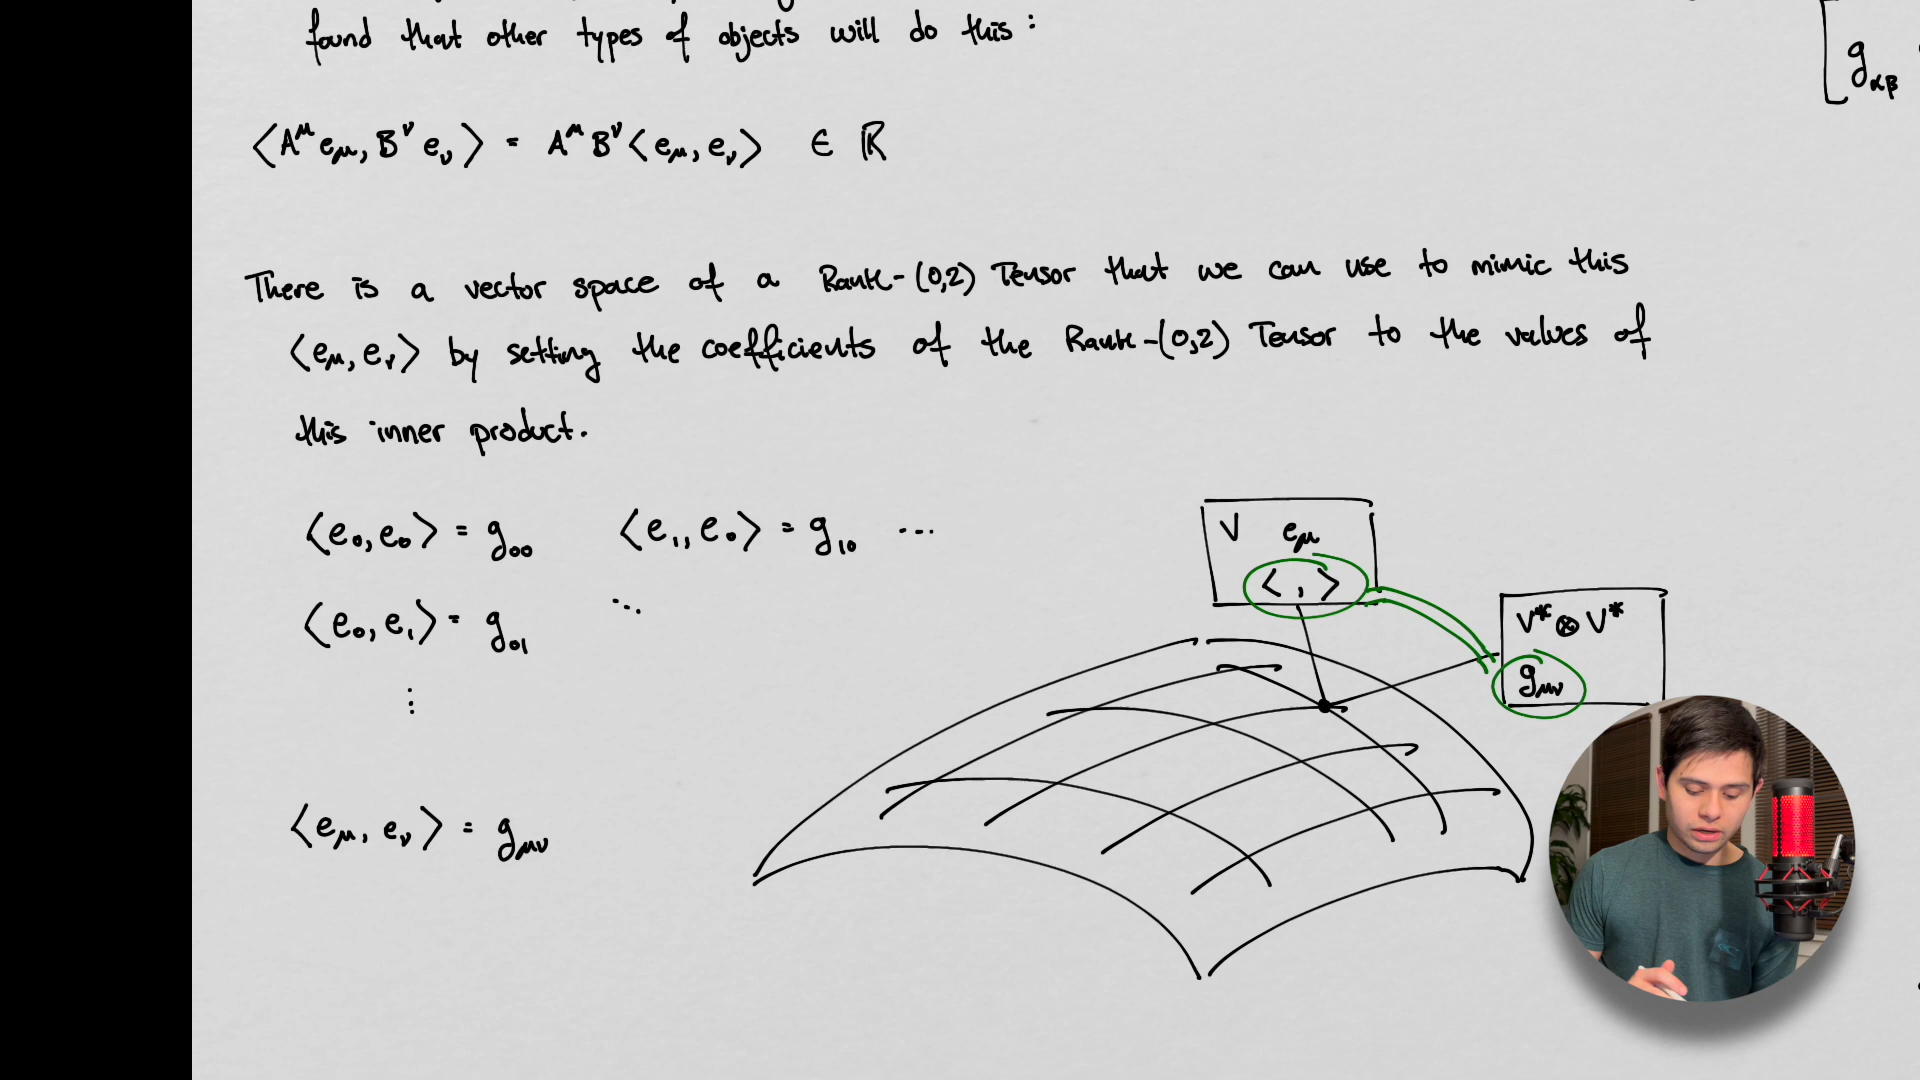 found that other types of objects will do this :
g_αβ
⟨A^μ e_μ, B^ν e_ν⟩ = A^μ B^ν ⟨e_μ, e_ν⟩ ∈ ℝ
There is a vector space of a Rank-(0,2) Tensor that we can use to mimic this
⟨e_μ, e_ν⟩ by setting the coefficients of the Rank-(0,2) Tensor to the values of
this inner product.
⟨e_0, e_0⟩ = g_00 ⟨e_1, e_0⟩ = g_10 ...
⟨e_0, e_1⟩ = g_01 ⋱
⋮
⟨e_μ, e_ν⟩ = g_μν
V e_μ
⟨ , ⟩
V* ⊗ V*
g_μν